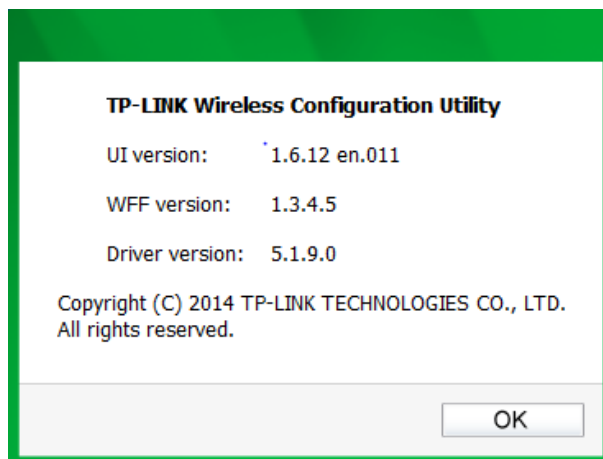 TP-LINK Wireless Configuration Utility
UI version: 1.6.12 en.011
WFF version: 1.3.4.5
Driver version: 5.1.9.0
Copyright (C) 2014 TP-LINK TECHNOLOGIES CO., LTD.
All rights reserved.
OK